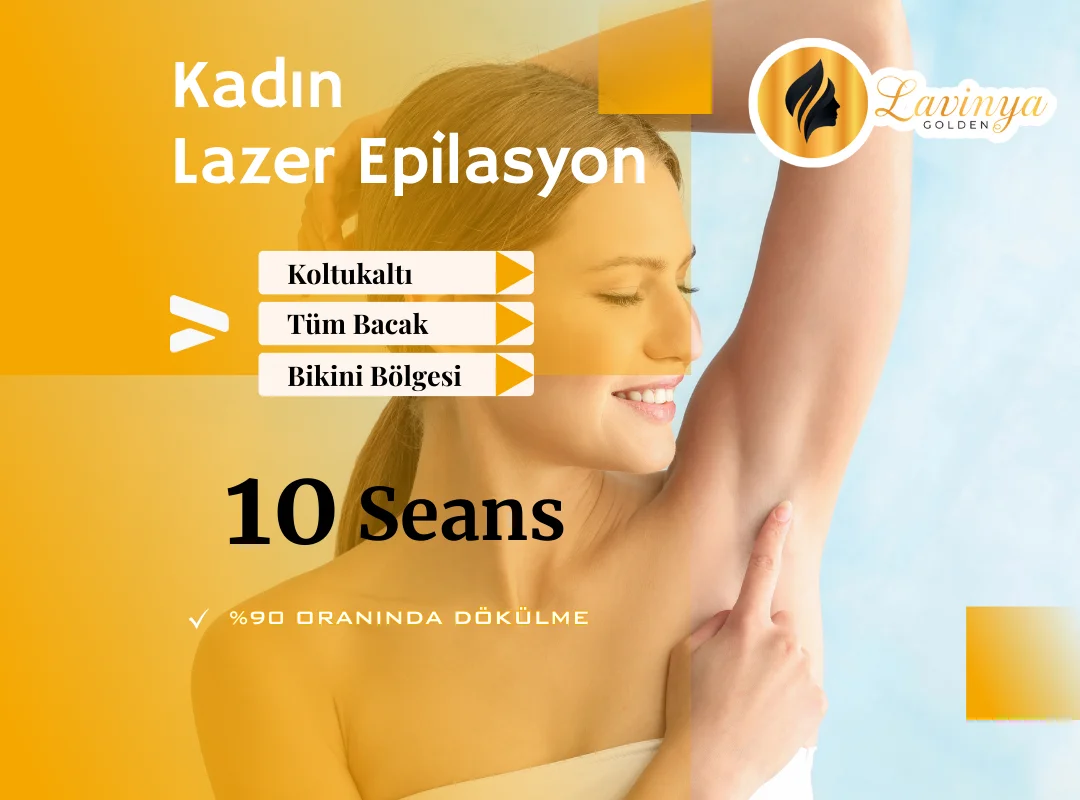 Kadın
Lazer Epilasyon
Lavinya
GOLDEN
Koltukaltı
Tüm Bacak
Bikini Bölgesi
10 Seans
%90 ORANINDA DÖKÜLME